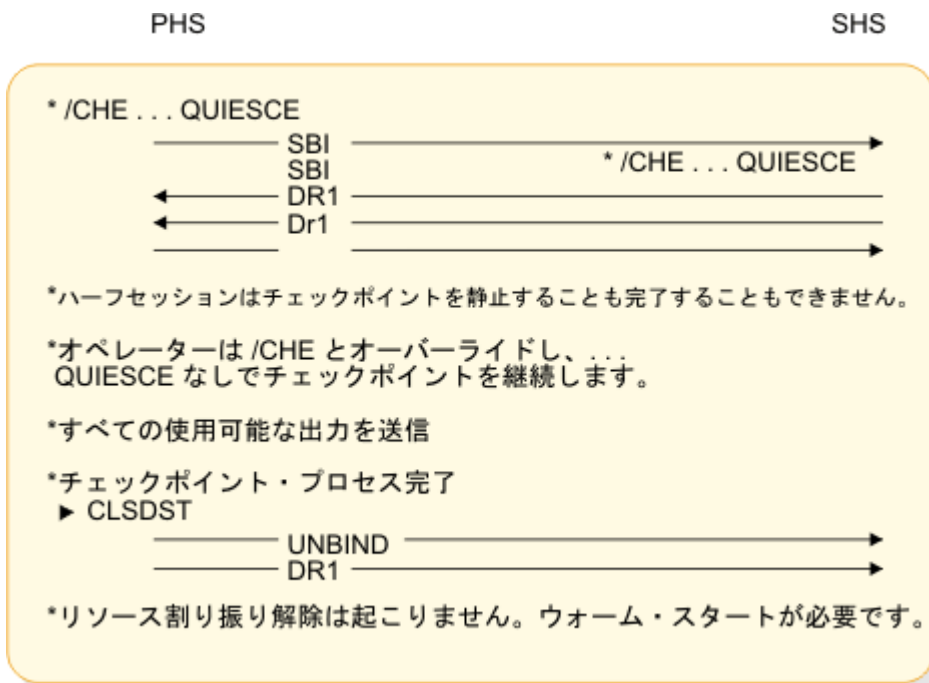 PHS SHS
* /CHE . . . QUIESCE
SBI
SBI * /CHE . . . QUIESCE
DR1
Dr1
*ハーフセッションはチェックポイントを静止することも完了することもできません。
*オペレーターは /CHE とオーバーライドし、. . .
QUIESCE なしでチェックポイントを継続します。
*すべての使用可能な出力を送信
*チェックポイント・プロセス完了
▶ CLSDST
UNBIND
DR1
*リソース割り振り解除は起こりません。ウォーム・スタートが必要です。